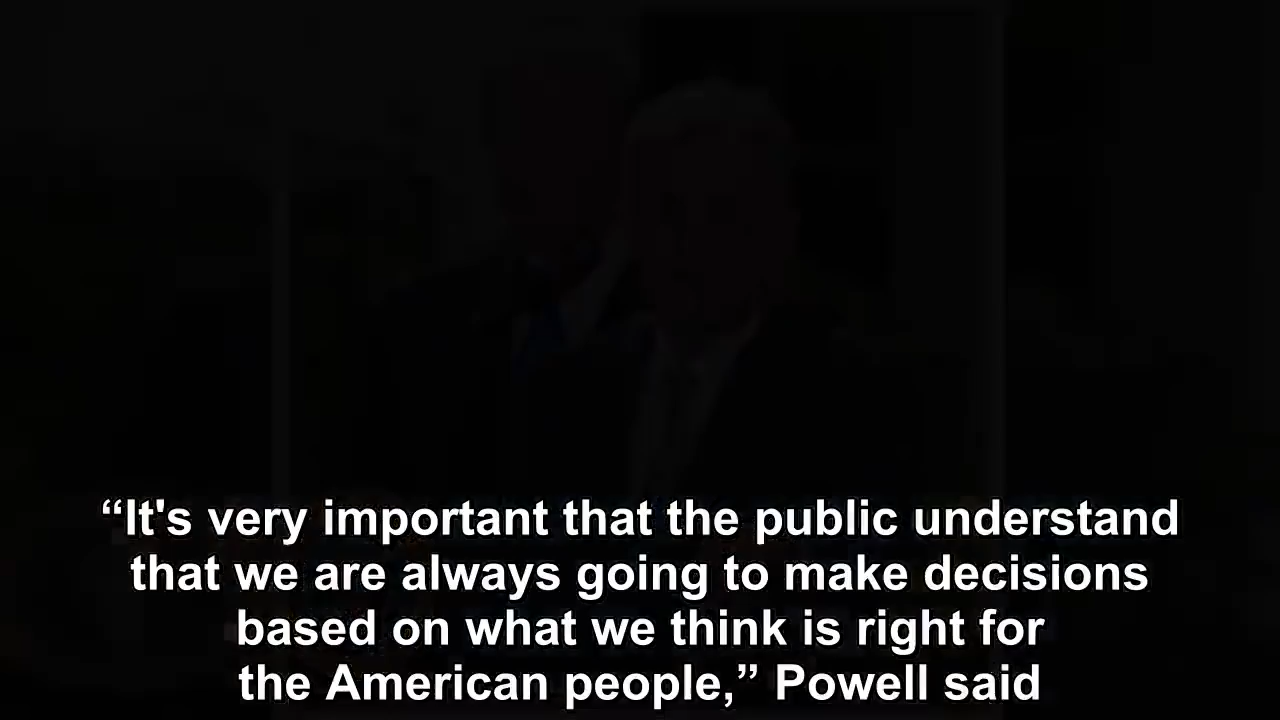 “It's very important that the public understand
that we are always going to make decisions
based on what we think is right for
the American people,” Powell said